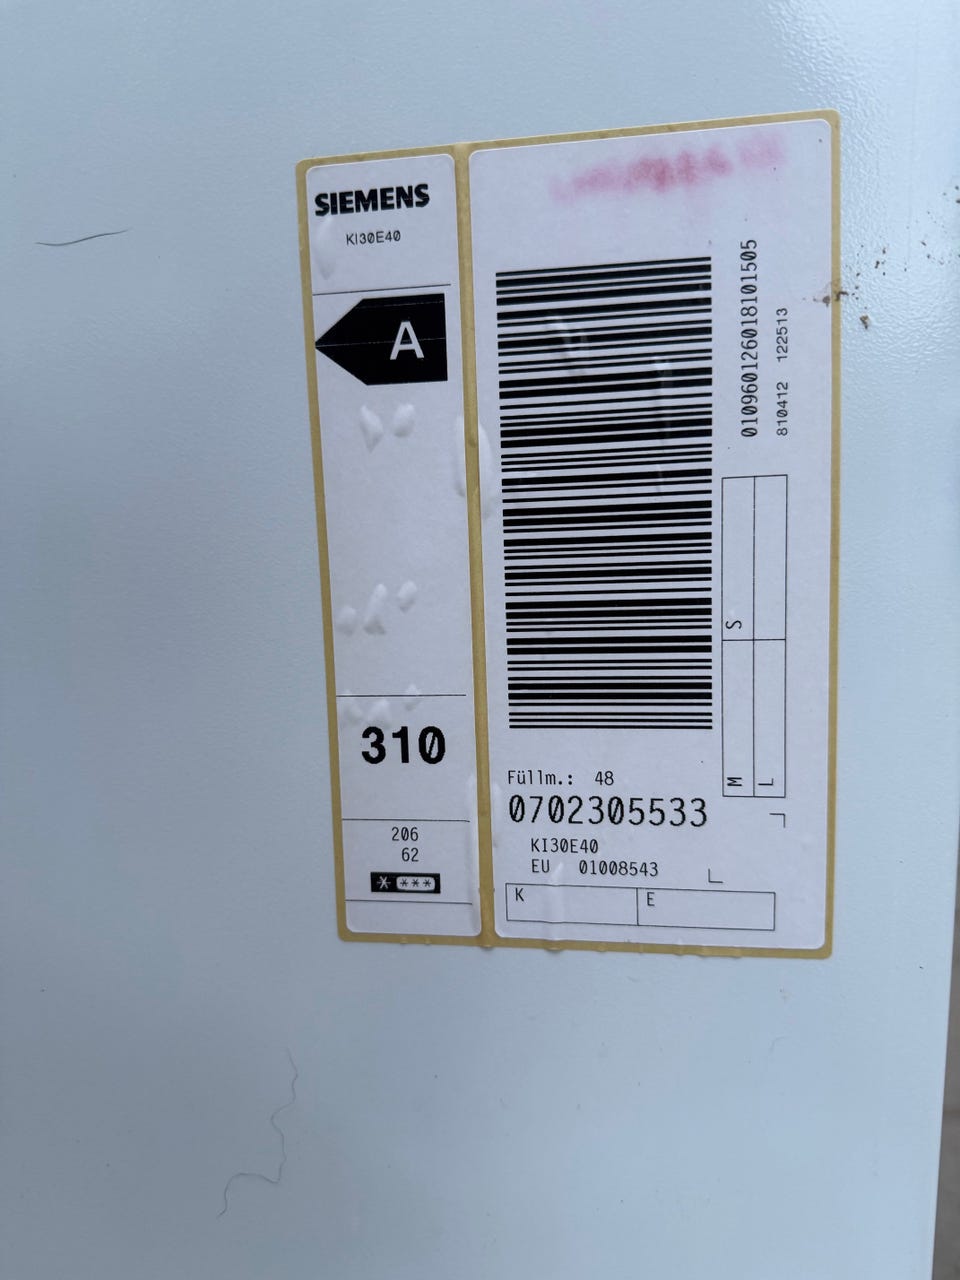 SIEMENS
KI30E40
A
310
206
62
* ***
010960126018101505
810412 122513
S
M
L
Füllm.: 48
0702305533
KI30E40
EU 01008543
K
E